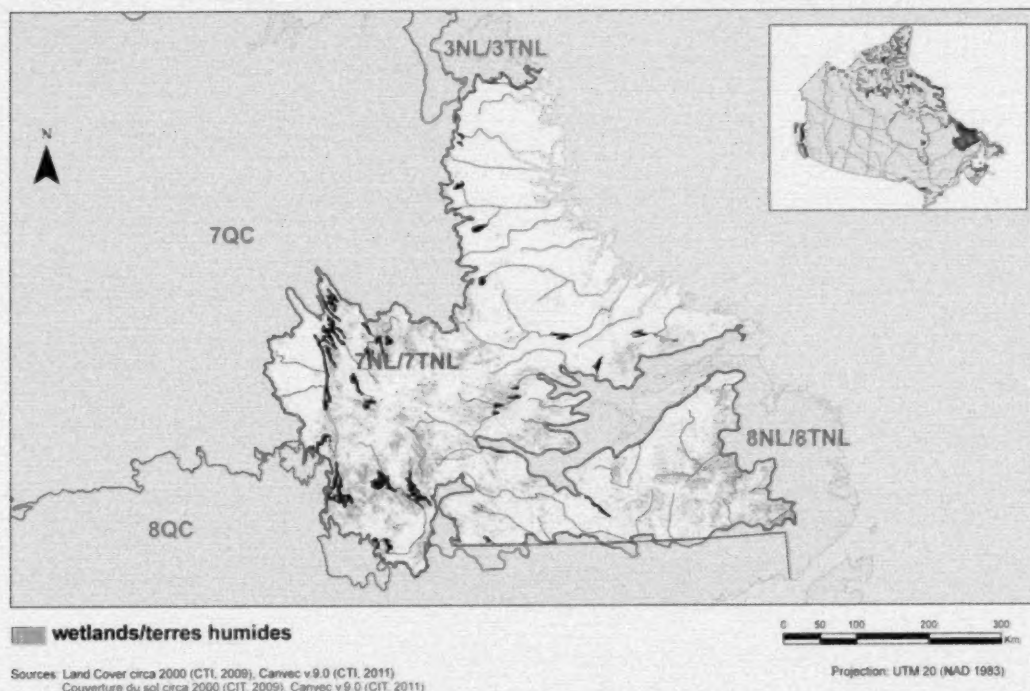 3NL/3TNL
N
7QC
7NL/7TNL
8NL/8TNL
8QC
wetlands/terres humides
0 50 100 200 300
Km
Sources: Land Cover circa 2000 (CTI, 2009), Canvec v.9.0 (CTI, 2011)
Couverture du sol circa 2000 (CIT, 2009), Canvec v.9.0 (CIT, 2011)
Projection: UTM 20 (NAD 1983)